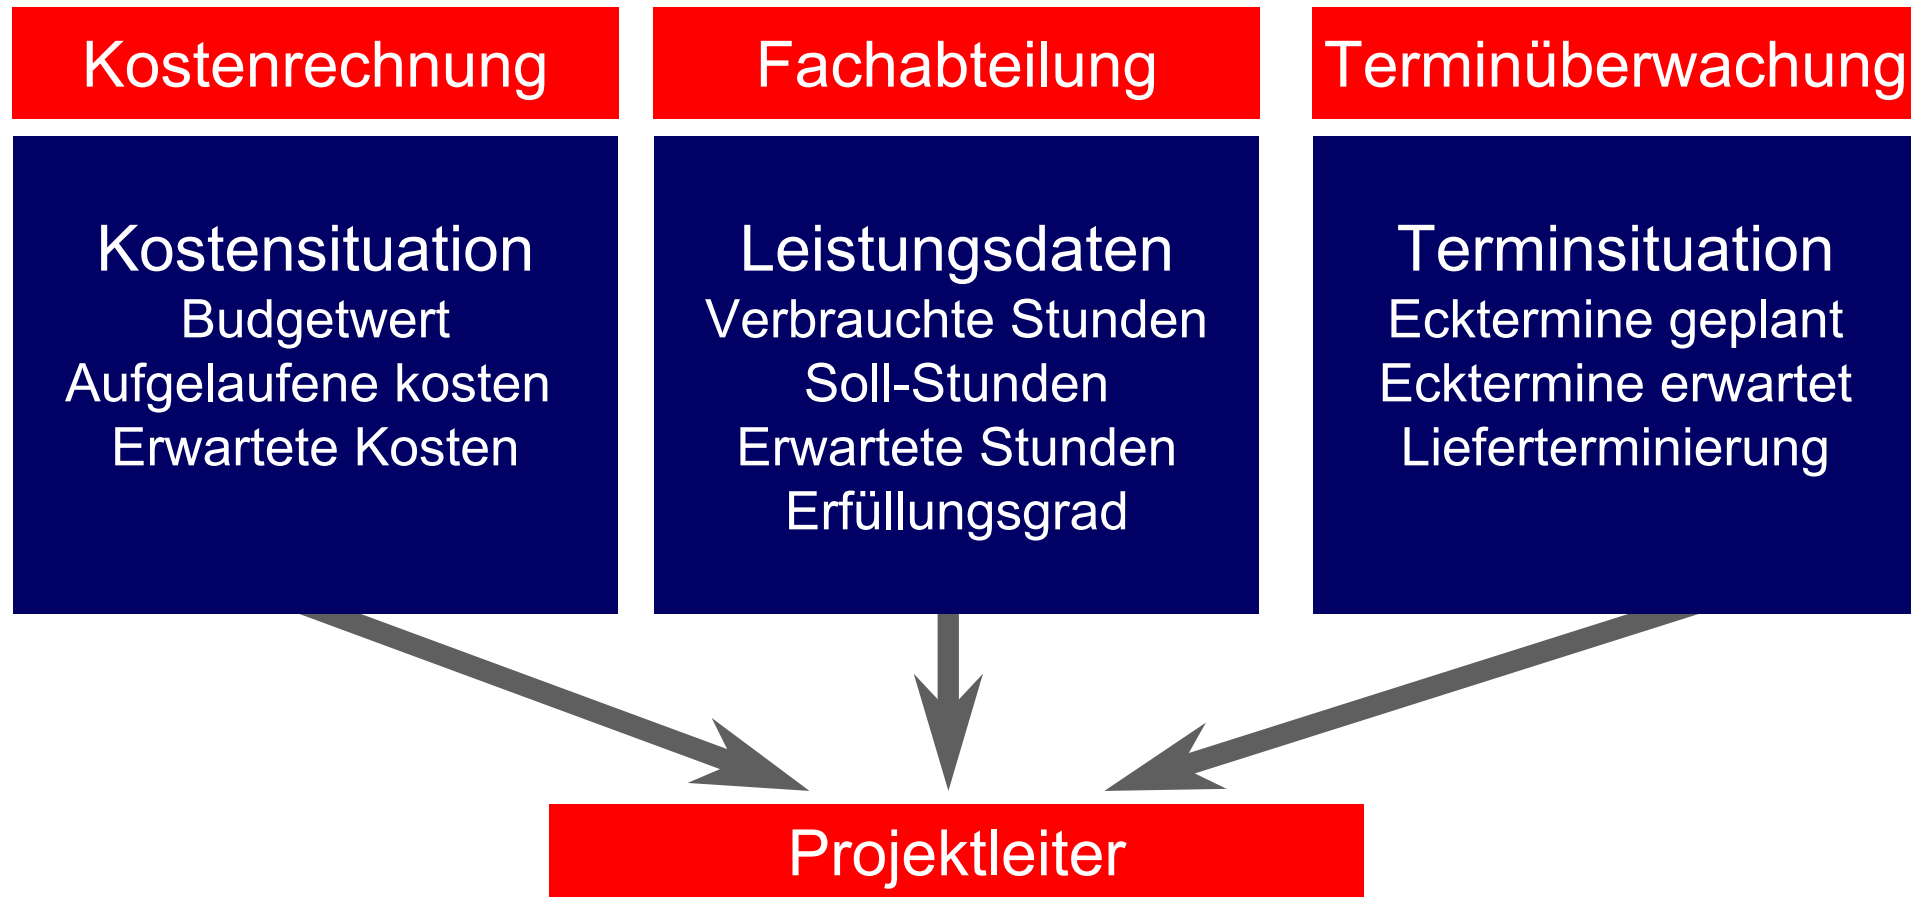 Kostenrechnung
Fachabteilung
Terminüberwachung
Kostensituation
Budgetwert
Aufgelaufene kosten
Erwartete Kosten
Leistungsdaten
Verbrauchte Stunden
Soll-Stunden
Erwartete Stunden
Erfüllungsgrad
Terminsituation
Ecktermine geplant
Ecktermine erwartet
Lieferterminierung
Projektleiter